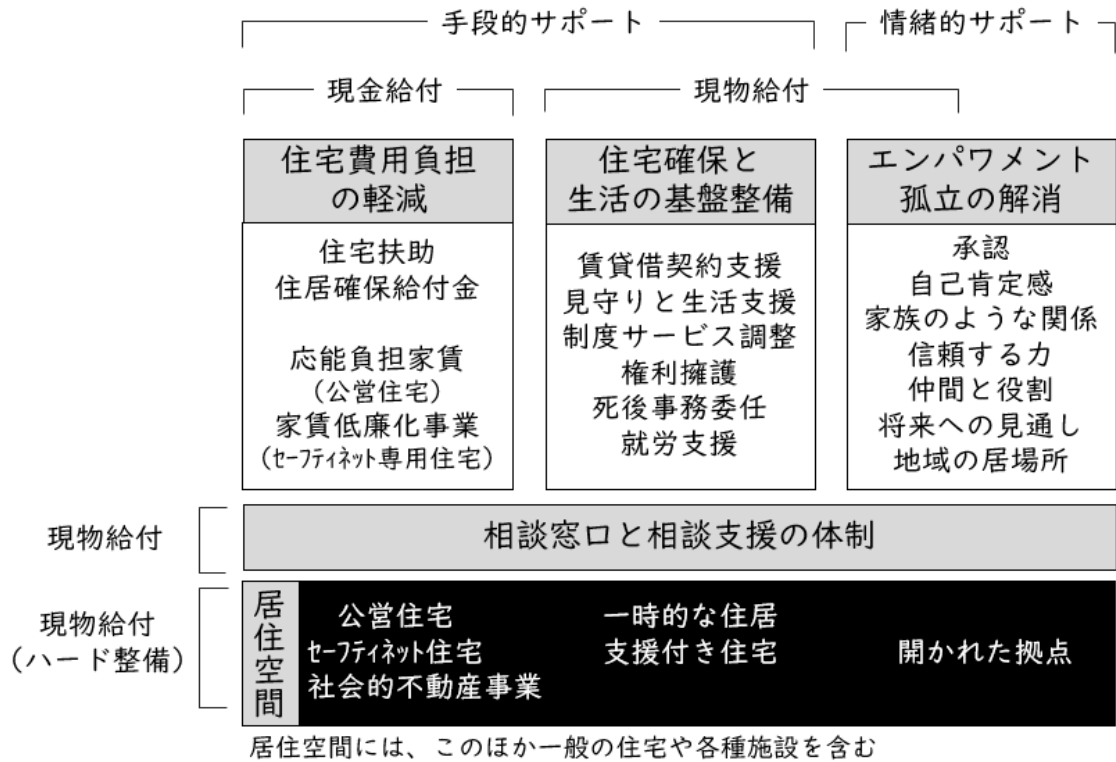 手段的サポート
情緒的サポート
現金給付
現物給付
住宅費用負担
の軽減
住宅扶助
住居確保給付金
応能負担家賃
(公営住宅)
家賃低廉化事業
(ｾｰﾌﾃｨﾈｯﾄ専用住宅)
住宅確保と
生活の基盤整備
賃貸借契約支援
見守りと生活支援
制度サービス調整
権利擁護
死後事務委任
就労支援
エンパワメント
孤立の解消
承認
自己肯定感
家族のような関係
信頼する力
仲間と役割
将来への見通し
地域の居場所
現物給付
相談窓口と相談支援の体制
現物給付
(ハード整備)
居住空間
公営住宅
ｾｰﾌﾃｨﾈｯﾄ住宅
社会的不動産事業
一時的な住居
支援付き住宅
開かれた拠点
居住空間には、このほか一般の住宅や各種施設を含む